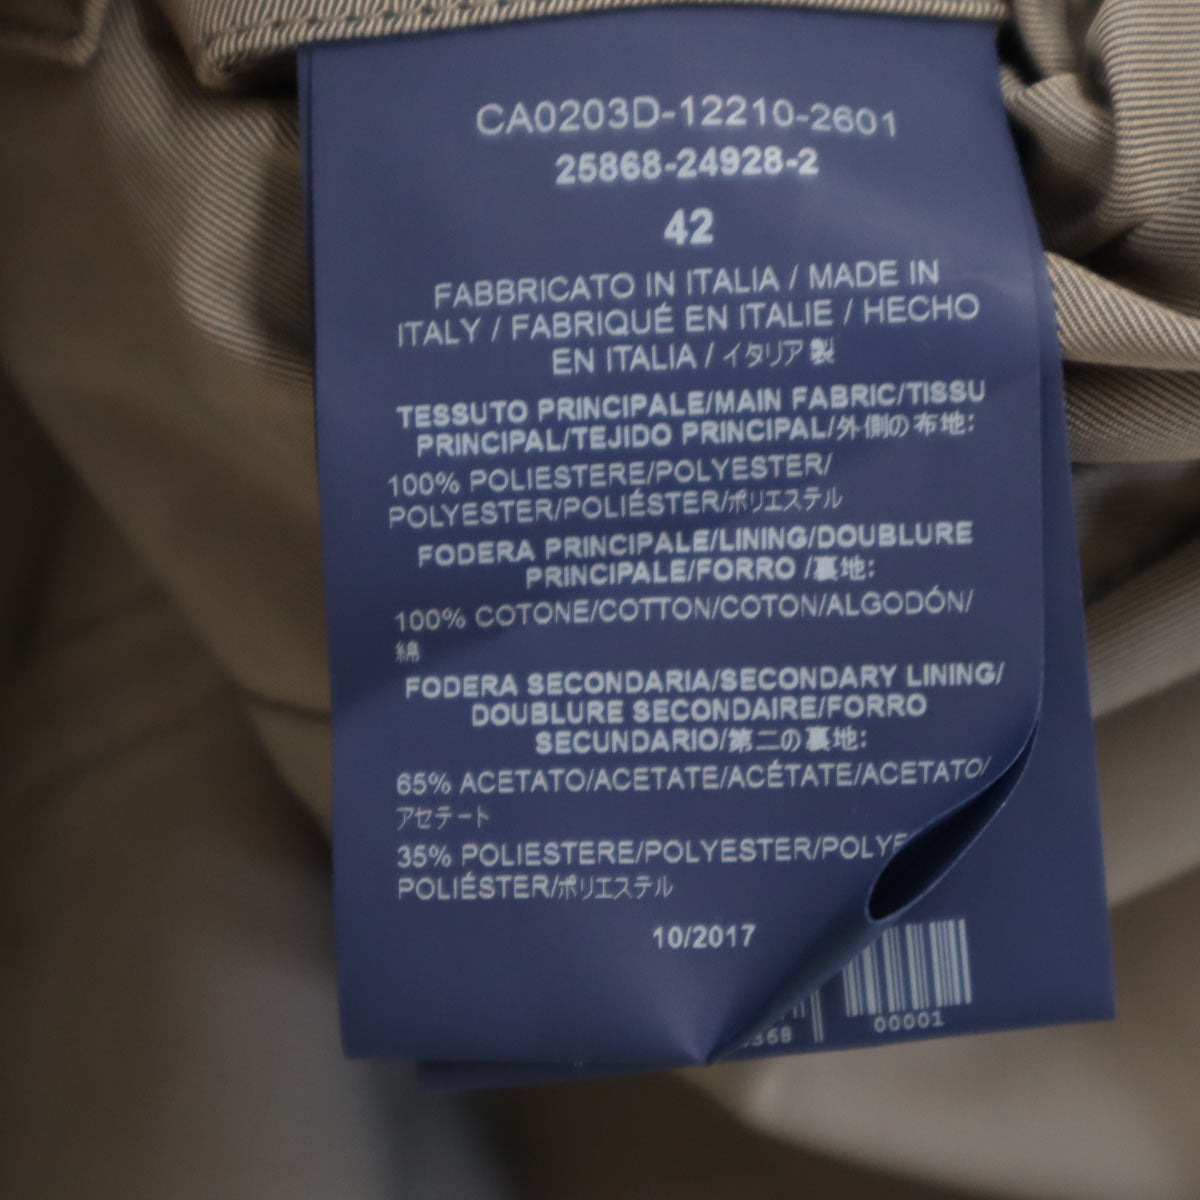 CA0203D-12210-2601
25868-24928-2
42
FABBRICATO IN ITALIA / MADE IN
ITALY / FABRIQUÉ EN ITALIE / HECHO
EN ITALIA / イタリア製
TESSUTO PRINCIPALE/MAIN FABRIC/TISSU
PRINCIPAL/TEJIDO PRINCIPAL/外側の布地:
100% POLIESTERE/POLYESTER/
POLYESTER/POLIÉSTER/ポリエステル
FODERA PRINCIPALE/LINING/DOUBLURE
PRINCIPALE/FORRO /裏地:
100% COTONE/COTTON/COTON/ALGODÓN/
綿
FODERA SECONDARIA/SECONDARY LINING/
DOUBLURE SECONDAIRE/FORRO
SECUNDARIO/第二の裏地:
65% ACETATO/ACETATE/ACÉTATE/ACETATO/
アセテート
35% POLIESTERE/POLYESTER/
POLIÉSTER/ポリエステル
10/2017
00001